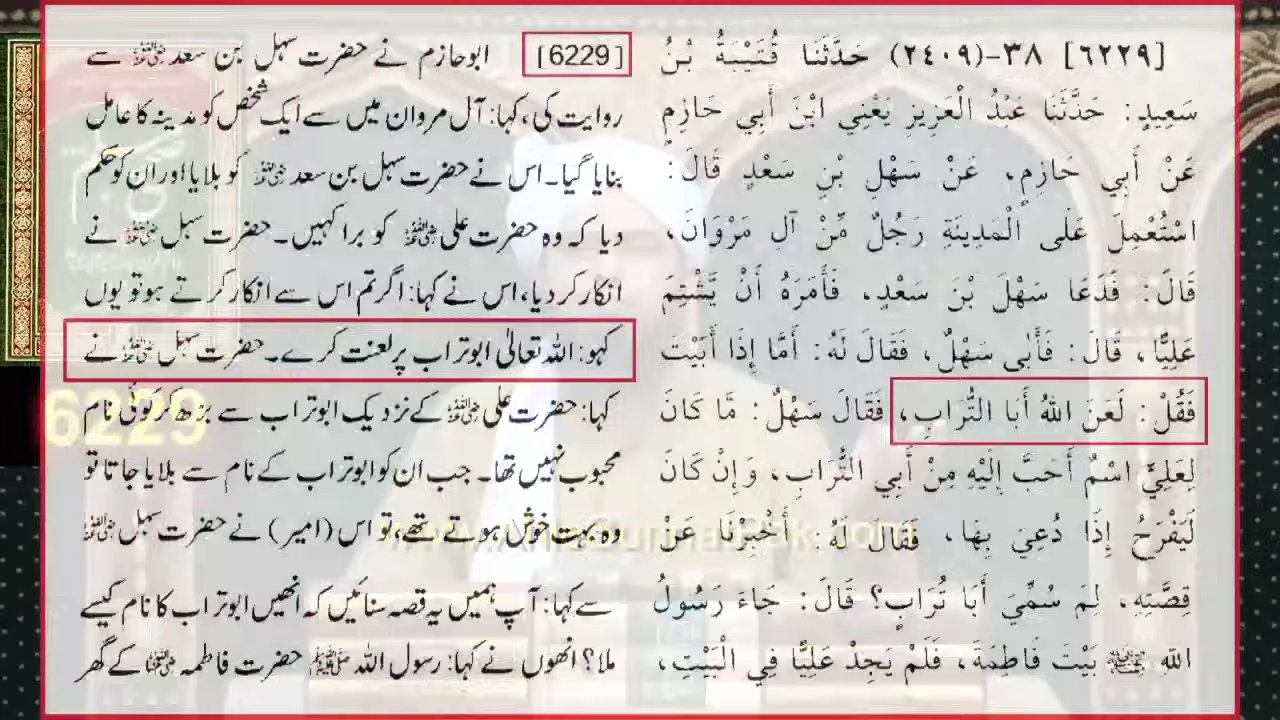 [٦٢٢٩] ٣٨-(٢٤٠٩) حَدَّثَنَا قُتَيْبَةُ بْنُ
سَعِيدٍ: حَدَّثَنَا عَبْدُ الْعَزِيزِ يَعْنِي ابْنَ أَبِي حَازِمٍ
عَنْ أَبِي حَازِمٍ، عَنْ سَهْلِ بْنِ سَعْدٍ قَالَ:
اسْتُعْمِلَ عَلَى الْمَدِينَةِ رَجُلٌ مِّنْ آلِ مَرْوَانَ،
قَالَ: فَدَعَا سَهْلَ بْنَ سَعْدٍ، فَأَمَرَهُ أَنْ يَّشْتِمَ
عَلِيًّا، قَالَ: فَأَبَى سَهْلٌ، فَقَالَ لَهُ: أَمَّا إِذَا أَبَيْتَ
فَقُلْ: لَعَنَ اللهُ أَبَا التُّرَابِ، فَقَالَ سَهْلٌ: مَّا كَانَ
لِعَلِيٍّ اسْمٌ أَحَبَّ إِلَيْهِ مِنْ أَبِي التُّرَابِ، وَإِنْ كَانَ
لَيَفْرَحُ إِذَا دُعِيَ بِهَا، فَقَالَ لَهُ: أَخْبِرْنَا عَنْ
قِصَّتِهِ، لِمَ سُمِّيَ أَبَا تُرَابٍ؟ قَالَ: جَاءَ رَسُولُ
اللهِ ﷺ بَيْتَ فَاطِمَةَ، فَلَمْ يَجِدْ عَلِيًّا فِي الْبَيْتِ،
[6229] ابوحازم نے حضرت سہل بن سعد رضی اللہ عنہ سے
روایت کی، کہا: آل مروان میں سے ایک شخص کو مدینہ کا عامل
بنایا گیا۔ اس نے حضرت سہل بن سعد رضی اللہ عنہ کو بلایا اور ان کو حکم
دیا کہ وہ حضرت علی رضی اللہ عنہ کو برا کہیں۔ حضرت سہل رضی اللہ عنہ نے
انکار کر دیا، اس نے کہا: اگر تم اس سے انکار کرتے ہو تو یوں
کہو: اللہ تعالیٰ ابوتراب پر لعنت کرے۔ حضرت سہل رضی اللہ عنہ نے
کہا: حضرت علی رضی اللہ عنہ کے نزدیک ابوتراب سے بڑھ کر کوئی نام
محبوب نہیں تھا۔ جب ان کو ابوتراب کے نام سے بلایا جاتا تو
وہ بہت خوش ہوتے تھے، تو اس (امیر) نے حضرت سہل رضی اللہ عنہ
سے کہا: آپ ہمیں یہ قصہ سنائیں کہ انھیں ابوتراب کا نام کیسے
ملا؟ انھوں نے کہا: رسول اللہ ﷺ حضرت فاطمہ رضی اللہ عنہا کے گھر
6229